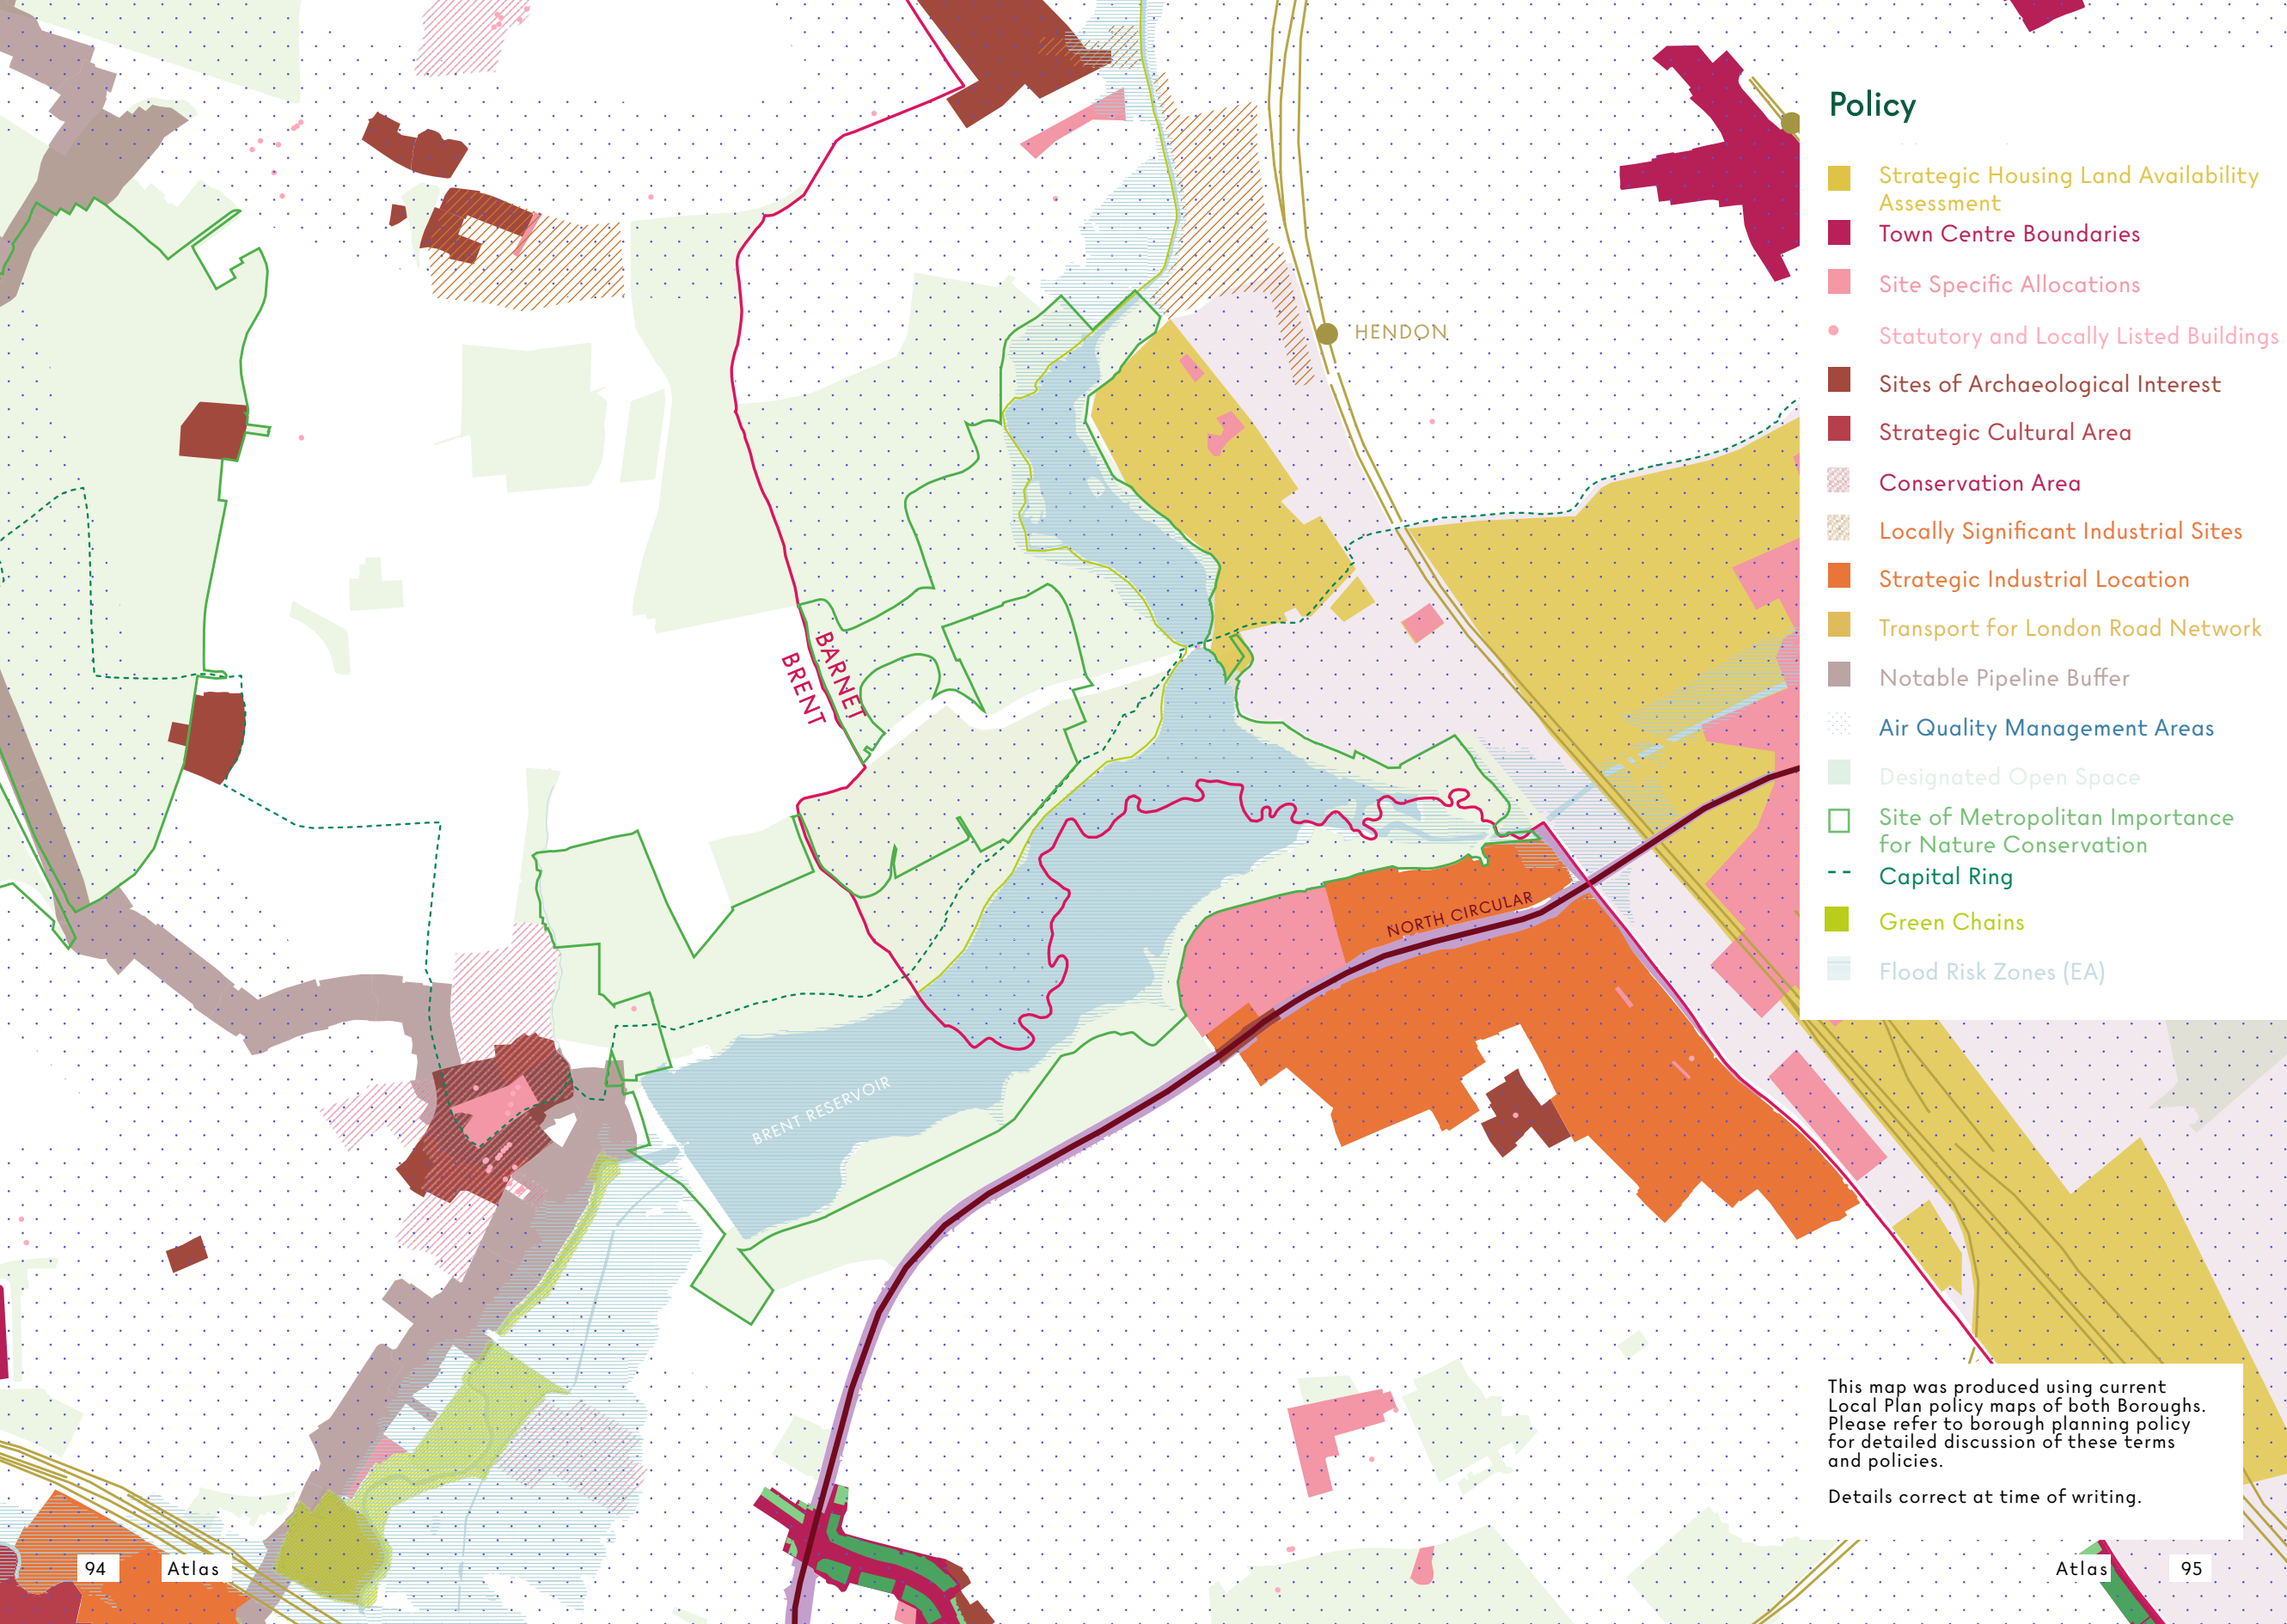 Policy
Strategic Housing Land Availability
Assessment
Town Centre Boundaries
Site Specific Allocations
Statutory and Locally Listed Buildings
Sites of Archaeological Interest
Strategic Cultural Area
Conservation Area
Locally Significant Industrial Sites
Strategic Industrial Location
Transport for London Road Network
Notable Pipeline Buffer
Air Quality Management Areas
Designated Open Space
Site of Metropolitan Importance
for Nature Conservation
Capital Ring
Green Chains
Flood Risk Zones (EA)
HENDON
BARNET
BRENT
NORTH CIRCULAR
BRENT RESERVOIR
This map was produced using current
Local Plan policy maps of both Boroughs.
Please refer to borough planning policy
for detailed discussion of these terms
and policies.
Details correct at time of writing.
94 Atlas
Atlas 95